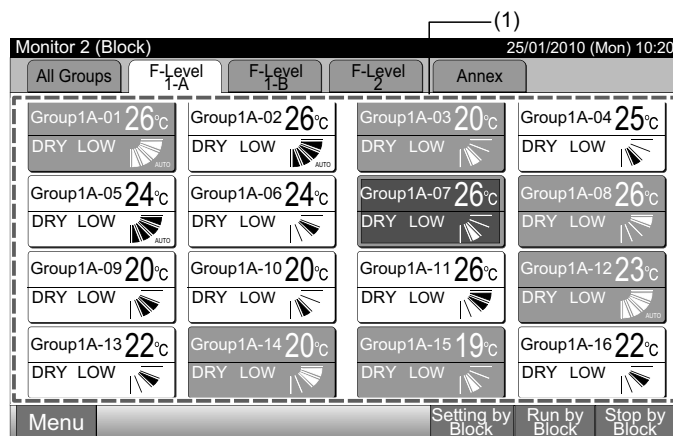 (1)
Monitor 2 (Block) 25/01/2010 (Mon) 10:20
All Groups F-Level 1-A F-Level 1-B F-Level 2 Annex
Group1A-01 26°C Group1A-02 26°C Group1A-03 20°C Group1A-04 25°C
DRY LOW AUTO DRY LOW AUTO DRY LOW DRY LOW
Group1A-05 24°C Group1A-06 24°C Group1A-07 26°C Group1A-08 26°C
DRY LOW AUTO DRY LOW DRY LOW DRY LOW
Group1A-09 20°C Group1A-10 20°C Group1A-11 26°C Group1A-12 23°C
DRY LOW DRY LOW DRY LOW DRY LOW AUTO
Group1A-13 22°C Group1A-14 20°C Group1A-15 19°C Group1A-16 22°C
DRY LOW DRY LOW DRY LOW DRY LOW
Menu Setting by Block Run by Block Stop by Block